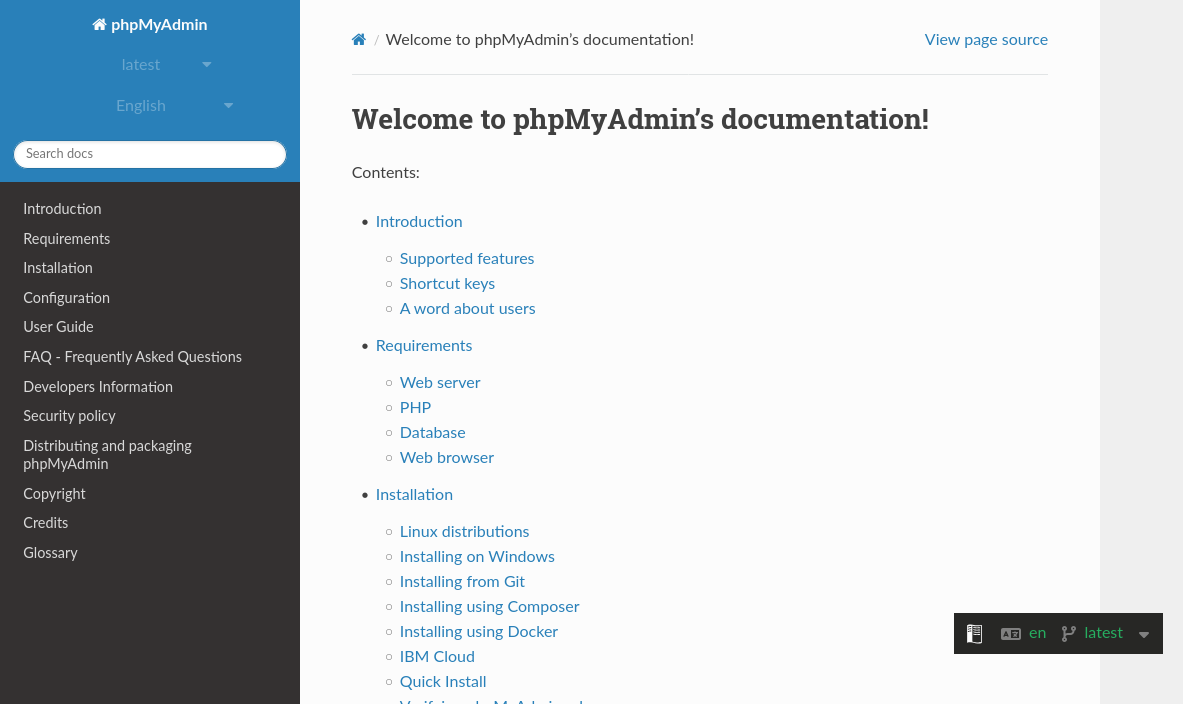 phpMyAdmin
latest
English
Search docs
Introduction
Requirements
Installation
Configuration
User Guide
FAQ - Frequently Asked Questions
Developers Information
Security policy
Distributing and packaging
phpMyAdmin
Copyright
Credits
Glossary
/ Welcome to phpMyAdmin’s documentation!
View page source
Welcome to phpMyAdmin’s documentation!
Contents:
Introduction
Supported features
Shortcut keys
A word about users
Requirements
Web server
PHP
Database
Web browser
Installation
Linux distributions
Installing on Windows
Installing from Git
Installing using Composer
Installing using Docker
IBM Cloud
Quick Install
en latest